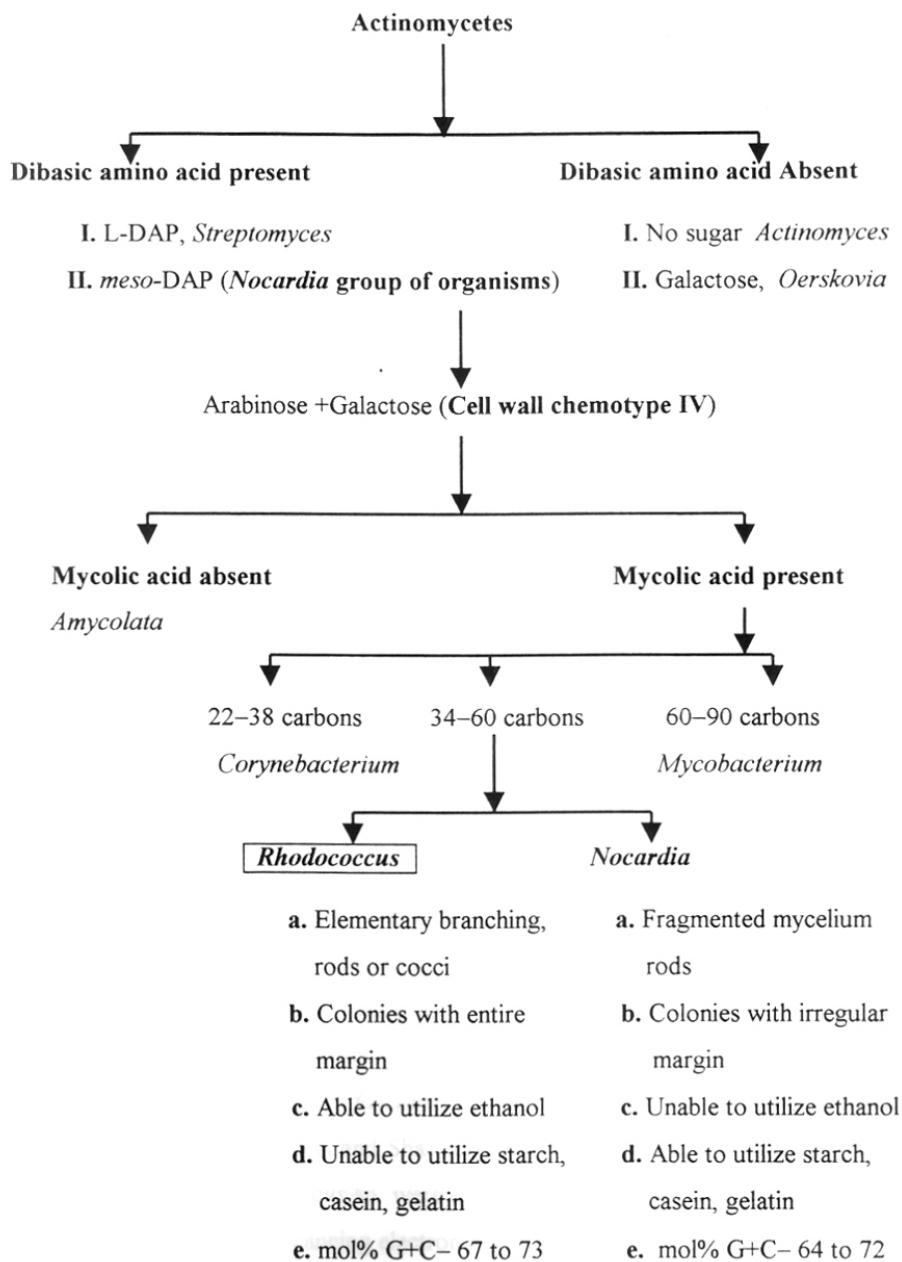 Actinomycetes
Dibasic amino acid present
Dibasic amino acid Absent
I. L-DAP, Streptomyces
I. No sugar Actinomyces
II. meso-DAP (Nocardia group of organisms)
II. Galactose, Oerskovia
Arabinose +Galactose (Cell wall chemotype IV)
Mycolic acid absent
Mycolic acid present
Amycolata
22–38 carbons
34–60 carbons
60–90 carbons
Corynebacterium
Mycobacterium
Rhodococcus
Nocardia
a. Elementary branching,
rods or cocci
b. Colonies with entire
margin
c. Able to utilize ethanol
d. Unable to utilize starch,
casein, gelatin
e. mol% G+C– 67 to 73
a. Fragmented mycelium
rods
b. Colonies with irregular
margin
c. Unable to utilize ethanol
d. Able to utilize starch,
casein, gelatin
e. mol% G+C– 64 to 72